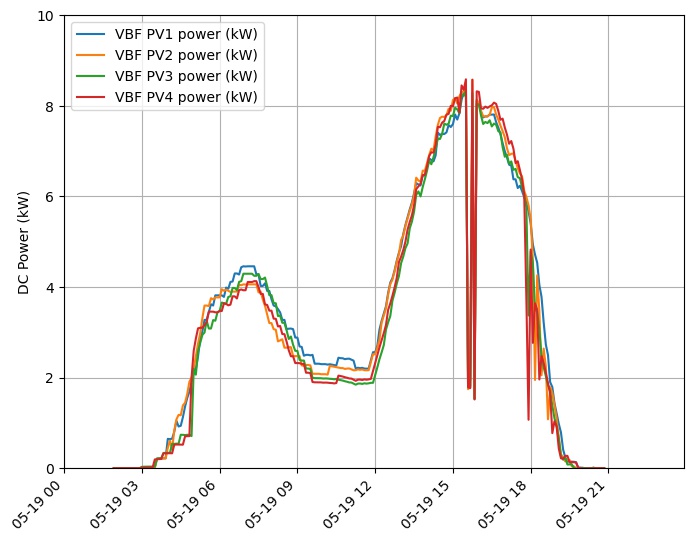 10
8
6
4
2
0
DC Power (kW)
VBF PV1 power (kW)
VBF PV2 power (kW)
VBF PV3 power (kW)
VBF PV4 power (kW)
05-19 00
05-19 03
05-19 06
05-19 09
05-19 12
05-19 15
05-19 18
05-19 21